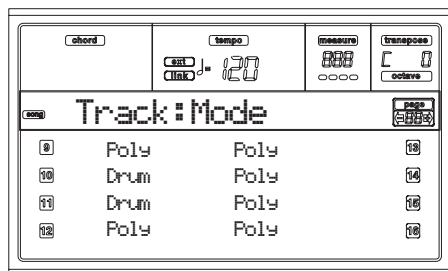 chord tempo measure transpose
ext
link ♩= 120 888 C 0
octave
song Track:Mode page
88
9 Poly Poly 13
10 Drum Poly 14
11 Drum Poly 15
12 Poly Poly 16